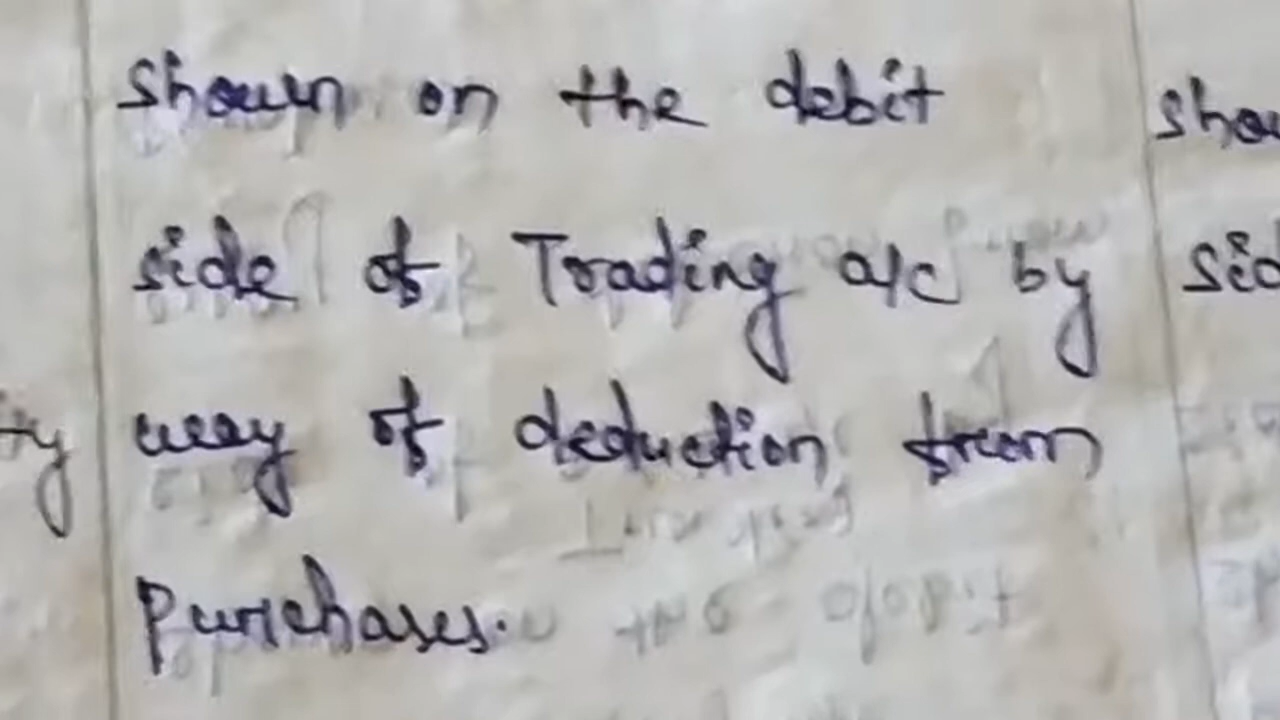 shown on the debit
side of Trading a/c by
way of deduction from
purchases.